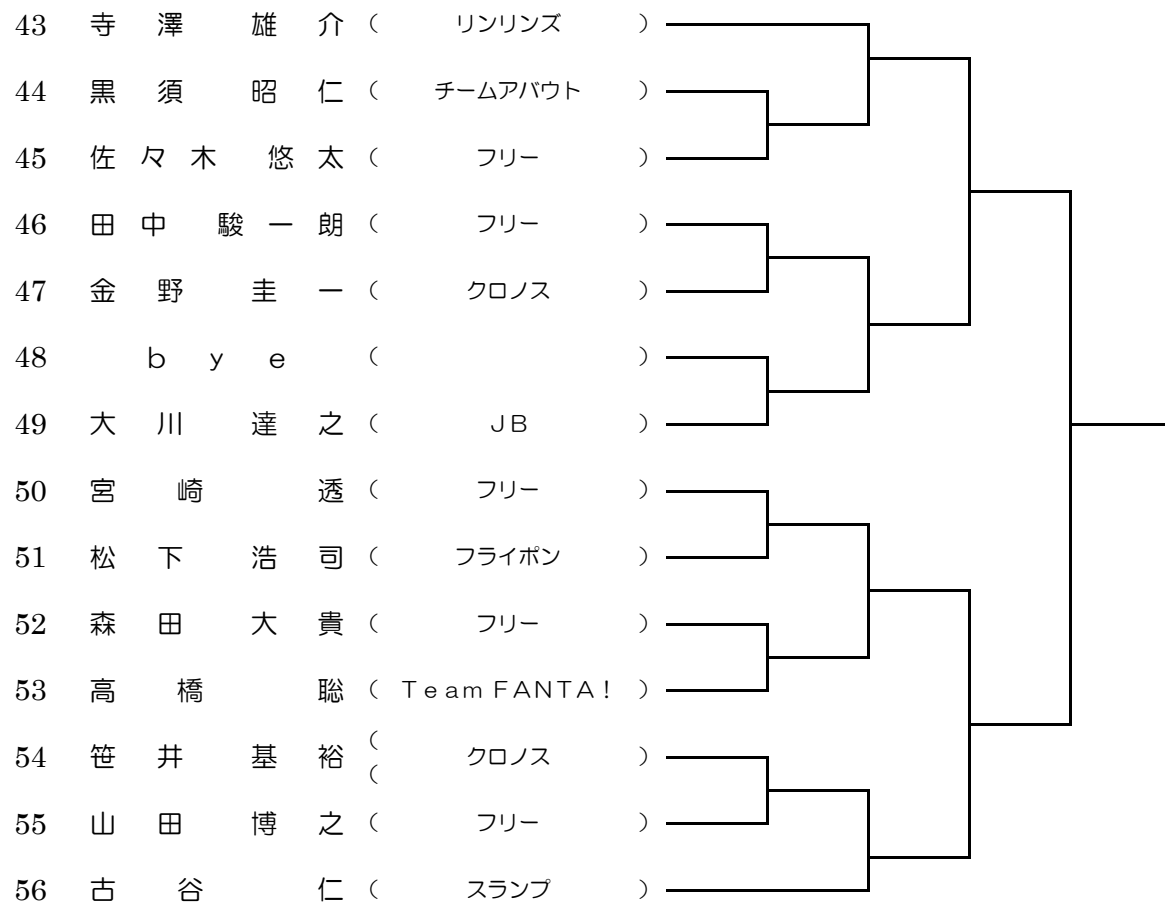 43 寺澤 雄介 ( リンリンズ )
44 黒須 昭仁 ( チームアバウト )
45 佐々木 悠太 ( フリー )
46 田中 駿一朗 ( フリー )
47 金野 圭一 ( クロノス )
48 ｂｙｅ ( )
49 大川 達之 ( ＪＢ )
50 宮崎 透 ( フリー )
51 松下 浩司 ( フライポン )
52 森田 大貴 ( フリー )
53 高橋 聡 ( Ｔｅａｍ ＦＡＮＴＡ！ )
54 笹井 基裕 ( ( クロノス )
55 山田 博之 ( フリー )
56 古谷 仁 ( スランプ )